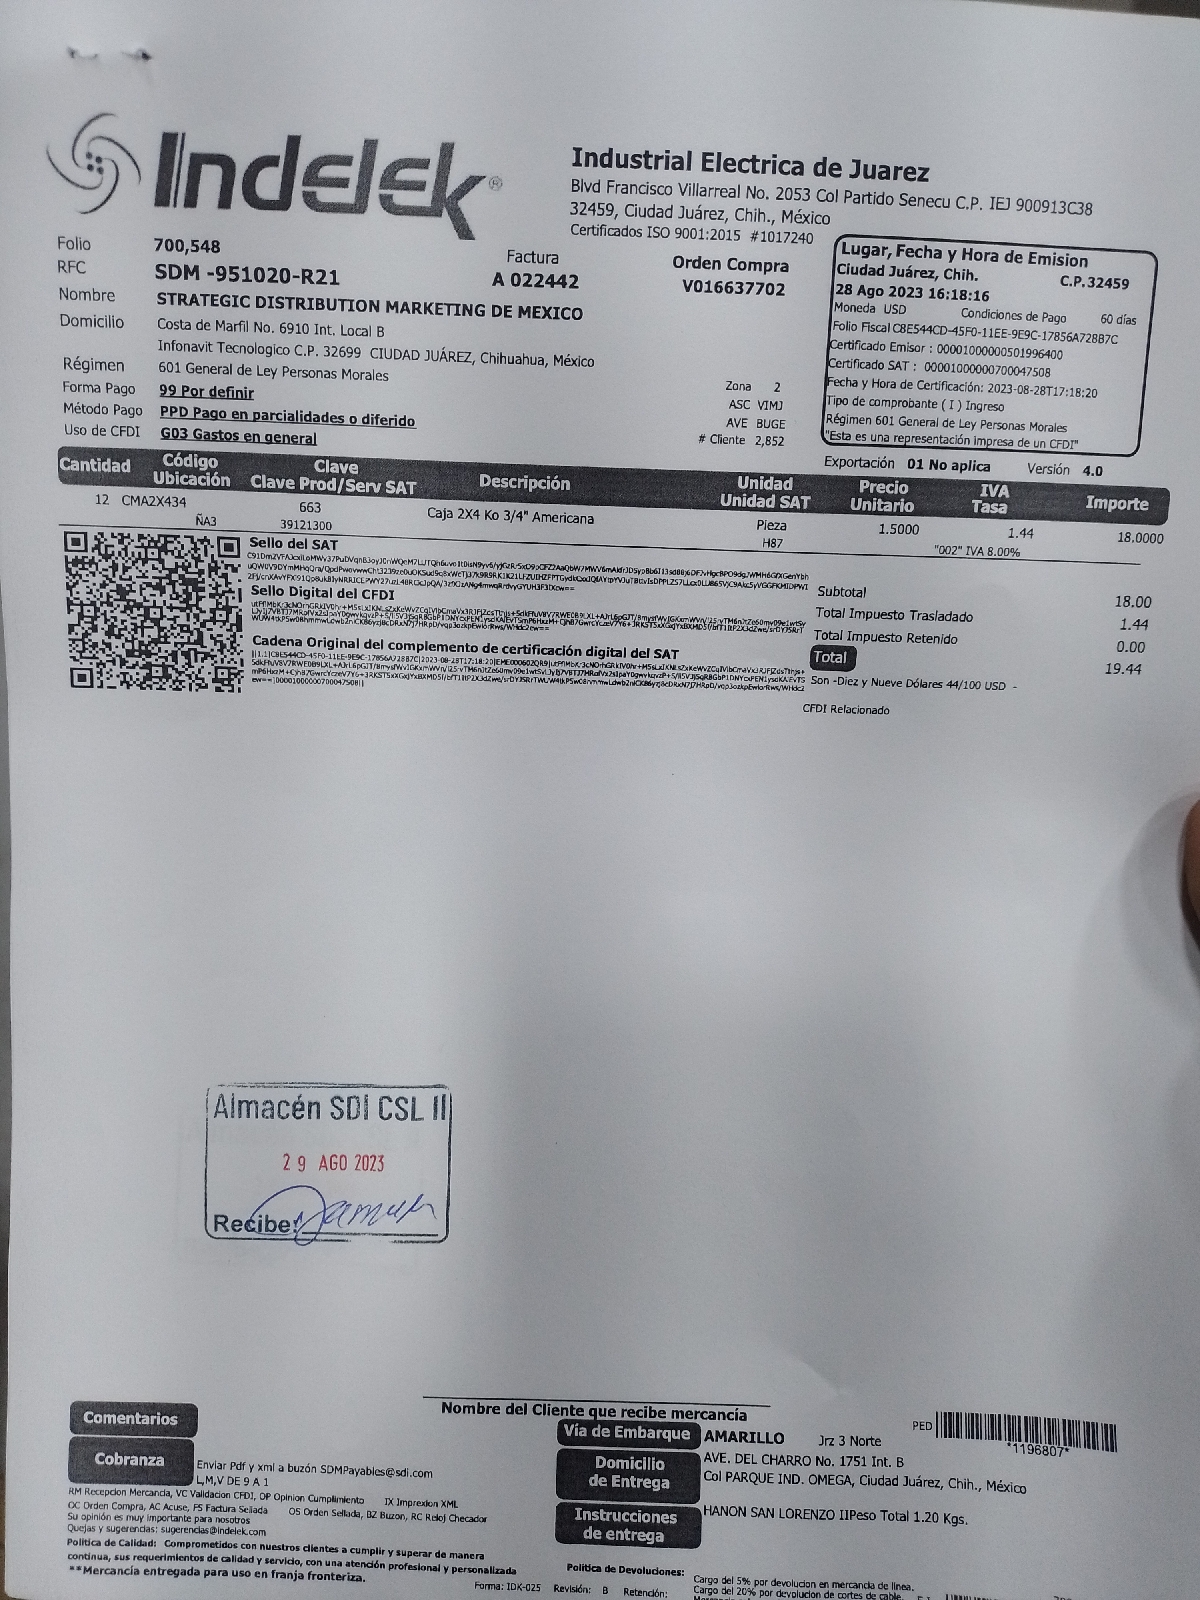 Indelek®
Industrial Electrica de Juarez
Blvd Francisco Villarreal No. 2053 Col Partido Senecu C.P. IEJ 900913C38
32459, Ciudad Juárez, Chih., México
Certificados ISO 9001:2015 #1017240
Folio 700,548
RFC SDM -951020-R21
Factura
A 022442
Orden Compra
V016637702
Nombre STRATEGIC DISTRIBUTION MARKETING DE MEXICO
Domicilio Costa de Marfil No. 6910 Int. Local B
Infonavit Tecnologico C.P. 32699 CIUDAD JUÁREZ, Chihuahua, México
Régimen 601 General de Ley Personas Morales
Forma Pago 99 Por definir
Método Pago PPD Pago en parcialidades o diferido
Uso de CFDI G03 Gastos en general
Zona 2
ASC VIMJ
AVE BUGE
# Cliente 2,852
Lugar, Fecha y Hora de Emision
Ciudad Juárez, Chih. C.P.32459
28 Ago 2023 16:18:16
Moneda USD Condiciones de Pago 60 días
Folio Fiscal C8E544CD-45F0-11EE-9E9C-17856A728B7C
Certificado Emisor : 00001000000501996400
Certificado SAT : 00001000000700047508
Fecha y Hora de Certificación: 2023-08-28T17:18:20
Tipo de comprobante ( I ) Ingreso
Régimen 601 General de Ley Personas Morales
"Esta es una representación impresa de un CFDI"
Exportación 01 No aplica Versión 4.0
Cantidad Código Ubicación Clave Clave Prod/Serv SAT Descripción Unidad Unidad SAT Precio Unitario IVA Tasa Importe
12 CMA2X434 663 Caja 2X4 Ko 3/4" Americana Pieza 1.5000 1.44 18.0000
ÑA3 39121300 H87 "002" IVA 8.00%
Sello del SAT
Sello Digital del CFDI
Cadena Original del complemento de certificación digital del SAT
Subtotal 18.00
Total Impuesto Trasladado 1.44
Total Impuesto Retenido 0.00
Total 19.44
Son -Diez y Nueve Dólares 44/100 USD -
CFDI Relacionado
Almacén SDI CSL II
29 AGO 2023
Recibe:
Nombre del Cliente que recibe mercancía
Comentarios
Cobranza
Enviar Pdf y xml a buzón SDMPayables@sdi.com
L,M,V DE 9 A 1
RM Recepcion Mercancia, VC Validacion CFDI, OP Opinion Cumplimiento IX Impresion XML
OC Orden Compra, AC Acuse, FS Factura Sellada OS Orden Sellada, BZ Buzon, RC Reloj Checador
Su opinión es muy importante para nosotros
Quejas y sugerencias: sugerencias@indelek.com
Política de Calidad: Comprometidos con nuestros clientes a cumplir y superar de manera
continua, sus requerimientos de calidad y servicio, con una atención profesional y personalizada
**Mercancia entregada para uso en franja fronteriza.
Vía de Embarque AMARILLO Jrz 3 Norte
PED *1196807*
Domicilio de Entrega
AVE. DEL CHARRO No. 1751 Int. B
Col PARQUE IND. OMEGA, Ciudad Juárez, Chih., México
Instrucciones de entrega
HANON SAN LORENZO IIPeso Total 1.20 Kgs.
Política de Devoluciones:
Cargo del 5% por devolucion en mercancia de linea.
Cargo del 20% por devolucion de cortes de cable.
Forma: IDK-025 Revisión: B Retención: